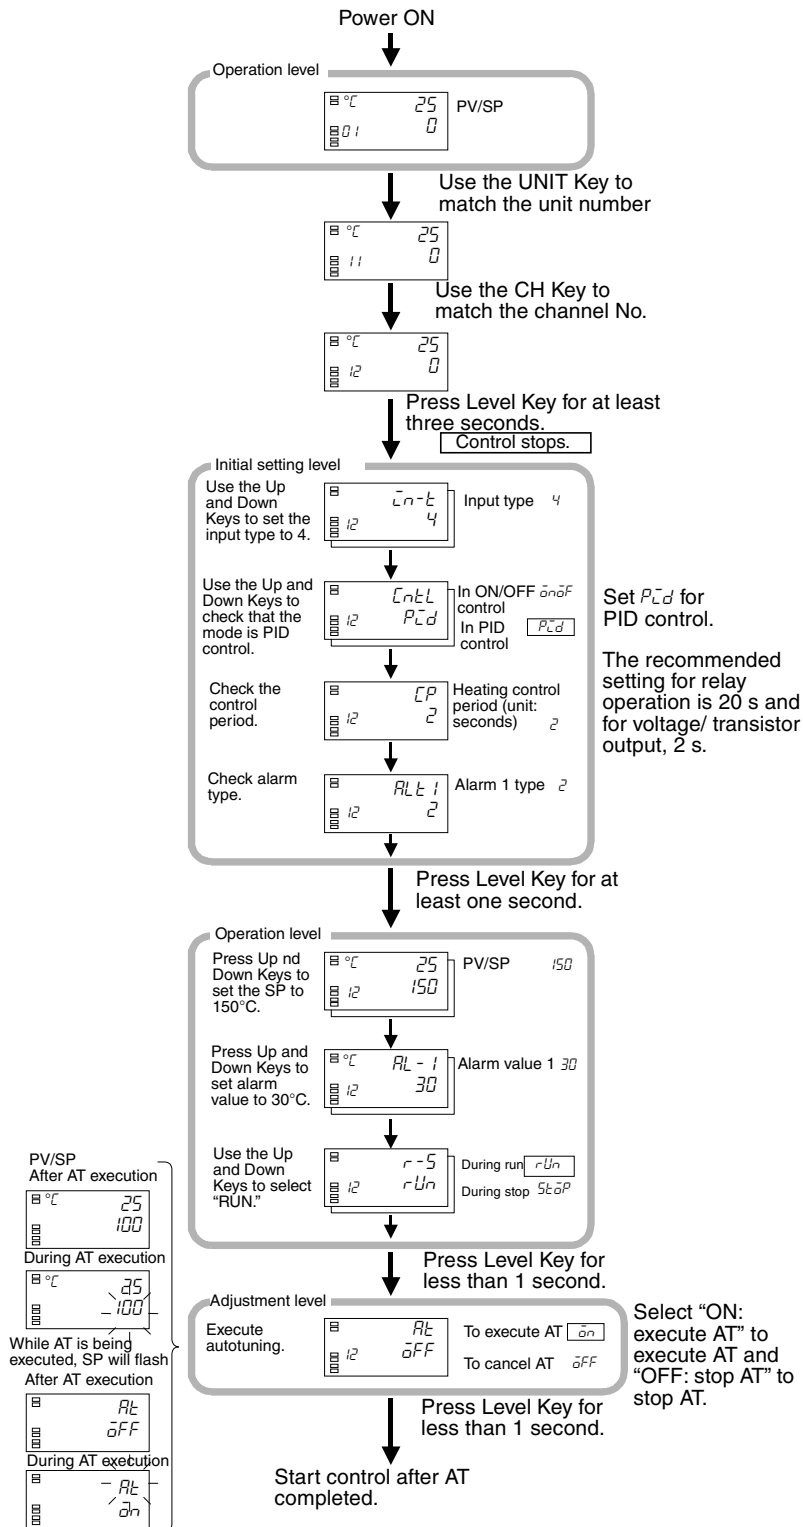 Power ON
Operation level
°C 25
01 0
PV/SP
Use the UNIT Key to
match the unit number
°C 25
11 0
Use the CH Key to
match the channel No.
°C 25
12 0
Press Level Key for at least
three seconds.
Control stops.
Initial setting level
Use the Up
and Down
Keys to set the
input type to 4.
in-t
12 4
Input type 4
Use the Up and
Down Keys to
check that the
mode is PID
control.
CntL
12 Pid
In ON/OFF onoF
control
In PID Pid
control
Set Pid for
PID control.
The recommended
setting for relay
operation is 20 s and
for voltage/ transistor
output, 2 s.
Check the
control
period.
CP
12 2
Heating control
period (unit:
seconds) 2
Check alarm
type.
ALt1
12 2
Alarm 1 type 2
Press Level Key for at
least one second.
Operation level
Press Up nd
Down Keys to
set the SP to
150°C.
°C 25
12 150
PV/SP 150
Press Up and
Down Keys to
set alarm
value to 30°C.
°C AL-1
12 30
Alarm value 1 30
Use the Up
and Down
Keys to select
“RUN.”
r-S
12 rUn
During run rUn
During stop StoP
Press Level Key for
less than 1 second.
Adjustment level
Execute
autotuning.
At
12 oFF
To execute AT on
To cancel AT oFF
Select “ON:
execute AT” to
execute AT and
“OFF: stop AT” to
stop AT.
Press Level Key for
less than 1 second.
Start control after AT
completed.
PV/SP
After AT execution
°C 25
100
During AT execution
°C 25
100
While AT is being
executed, SP will flash
After AT execution
At
oFF
During AT execution
At
on